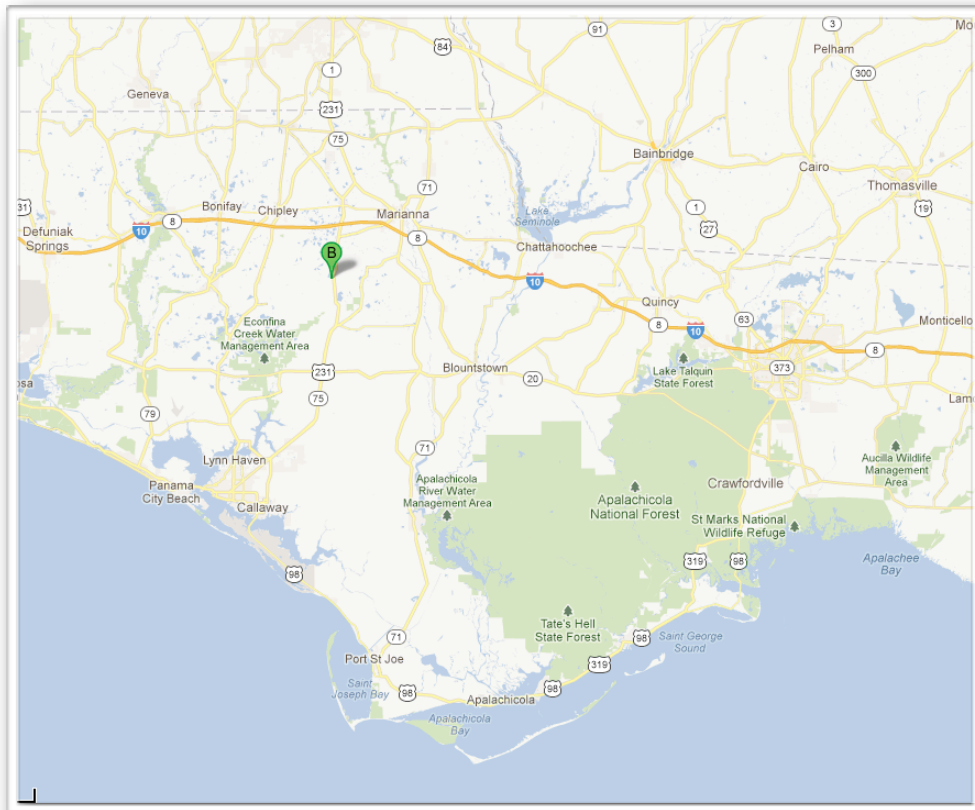 91
3
Mo
84
Pelham
1
300
Geneva
231
75
Bainbridge
Cairo
Thomasville
71
31
Bonifay
Chipley
Marianna
1
19
8
Lake
Seminole
27
Defuniak
Springs
10
8
Chattahoochee
B
10
Quincy
Econfina
Creek Water
Management Area
8
10
63
Monticello
8
Blountstown
Lake Talquin
State Forest
373
osa
231
20
75
Lam
79
71
Lynn Haven
Aucilla Wildlife
Management
Area
Panama
City Beach
Apalachicola
River Water
Management Area
Apalachicola
National Forest
Crawfordville
Callaway
St Marks National
Wildlife Refuge
319
98
Apalachee
Bay
98
Tate's Hell
State Forest
71
98
Saint George
Sound
Port St Joe
319
Saint
Joseph Bay
98
98
Apalachicola
Apalachicola
Bay